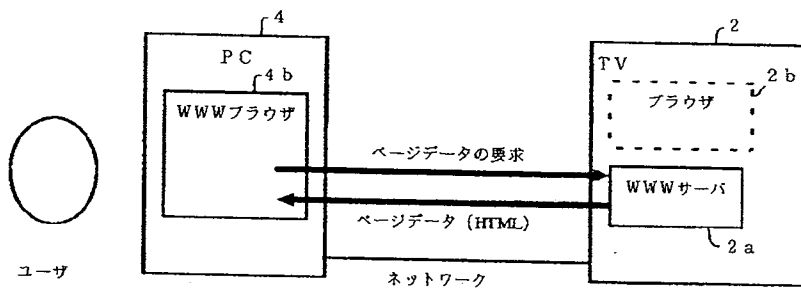 4
2
PC
TV
4b
2b
WWWブラウザ
ブラウザ
ページデータの要求
WWWサーバ
ページデータ (HTML)
2a
ユーザ
ネットワーク